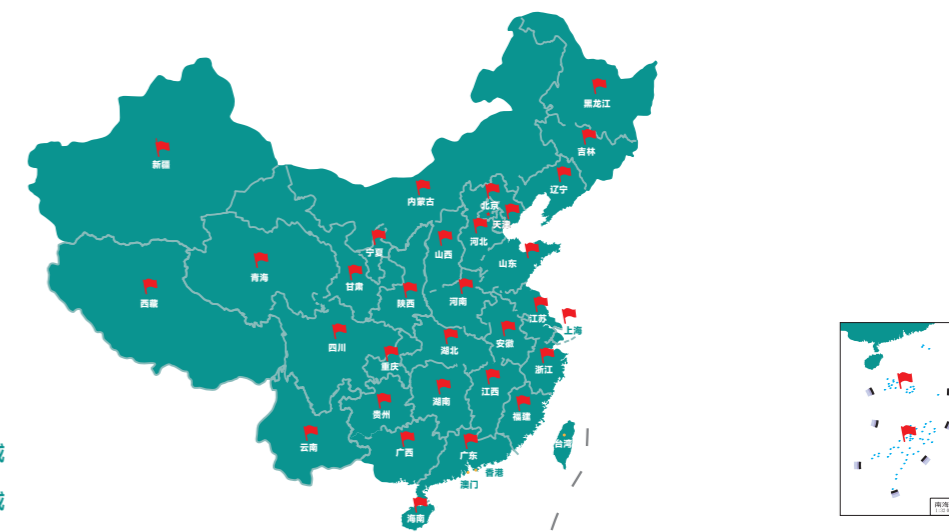 黑龙江
吉林
新疆
辽宁
内蒙古
北京
天津
河北
宁夏
山西
山东
青海
甘肃
西藏
陕西
河南
江苏
上海
安徽
四川
湖北
重庆
浙江
江西
湖南
贵州
福建
云南
广西
广东
台湾
香港
澳门
海南
南海